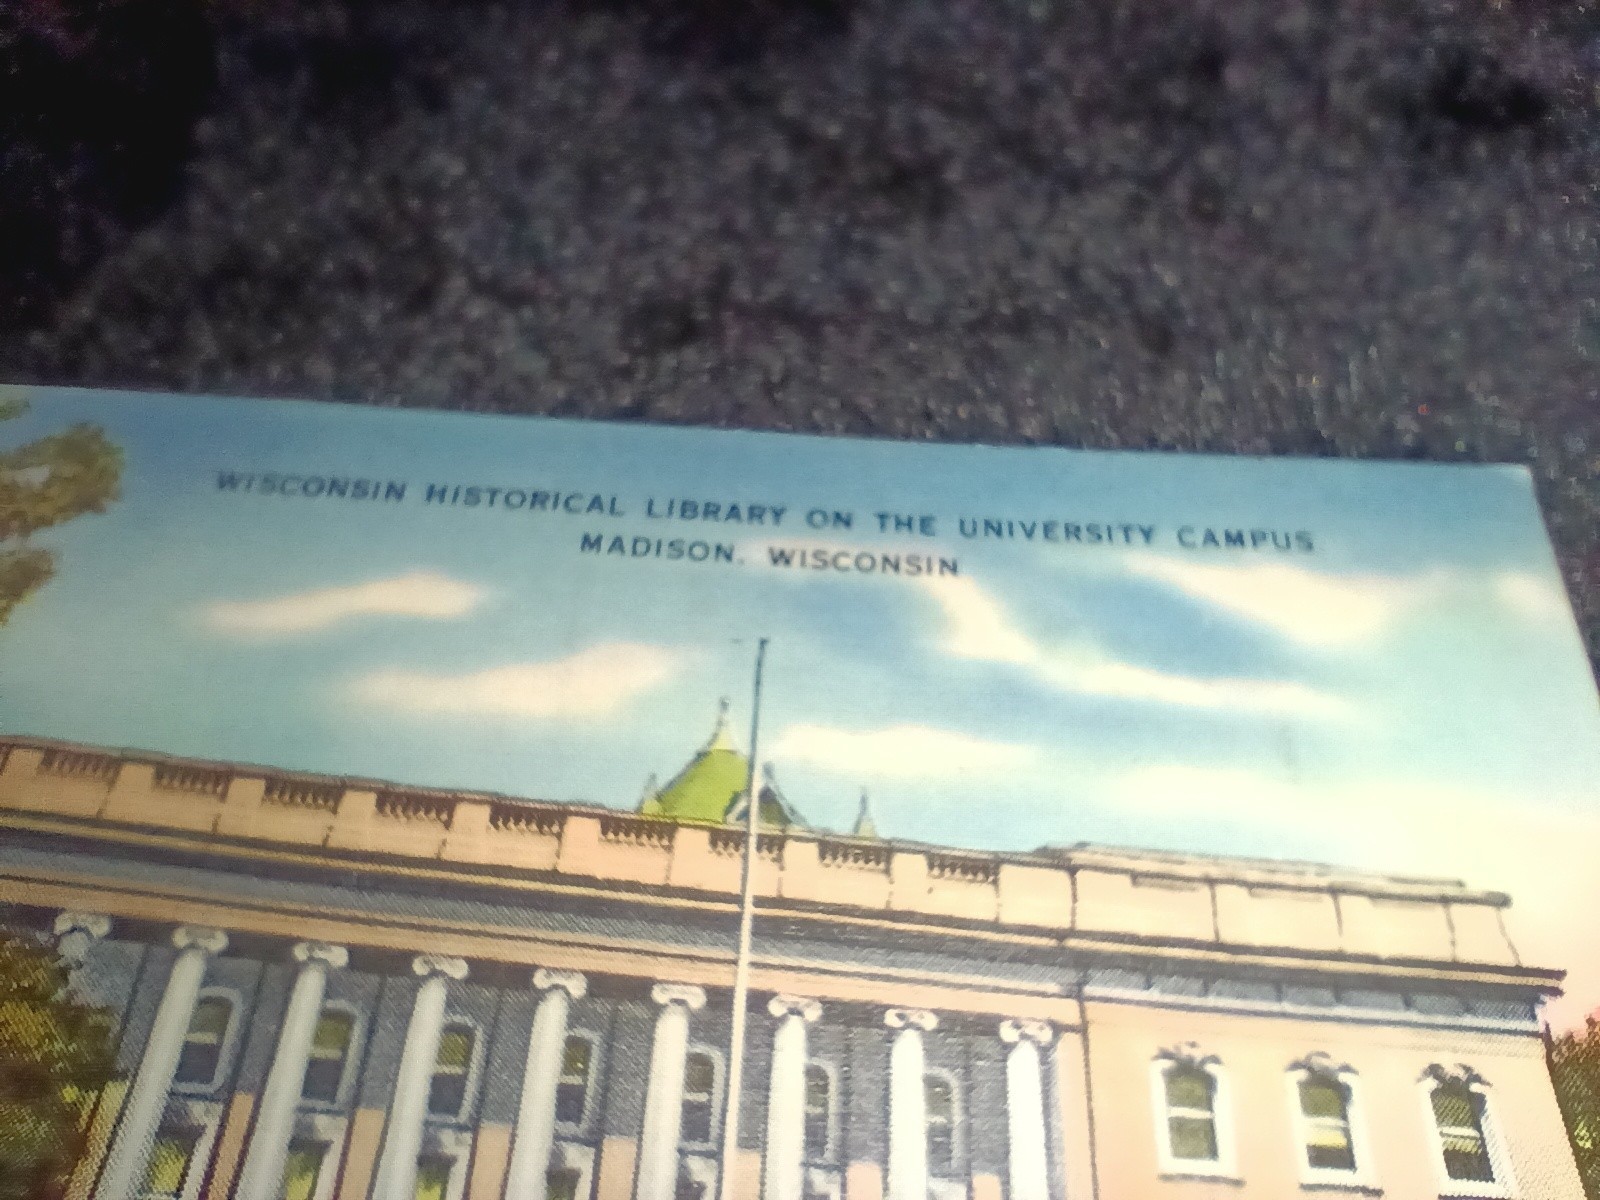 WISCONSIN HISTORICAL LIBRARY ON THE UNIVERSITY CAMPUS
MADISON, WISCONSIN